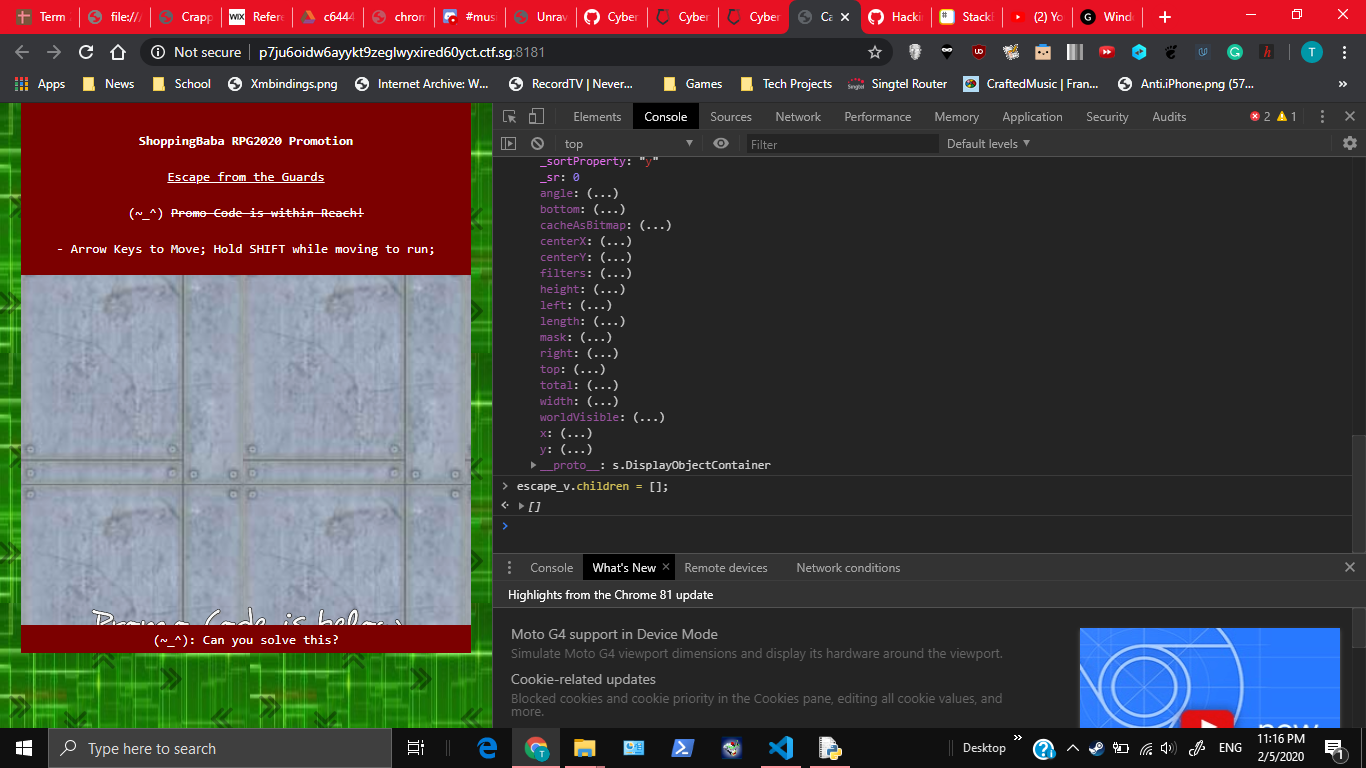 Term
file:///
Crapp
WIX Refere
c6444
chrom
#musi
Unrav
Cyber
Cyber
Cyber
Ca
Hackin
Stackl
(2) Yo
Wind
Not secure p7ju6oidw6ayykt9zeglwyxired60yct.ctf.sg:8181
T
Apps
News
School
Xmbindings.png
Internet Archive: W...
RecordTV | Never...
Games
Tech Projects
Singtel Router
CraftedMusic | Fran...
Anti.iPhone.png (57...
»
ShoppingBaba RPG2020 Promotion
Escape from the Guards
(~_^) Promo Code is within Reach!
- Arrow Keys to Move; Hold SHIFT while moving to run;
Promo Code is below
(~_^): Can you solve this?
Elements Console Sources Network Performance Memory Application Security Audits 2 1
top Filter Default levels
_sortProperty: "y"
_sr: 0
angle: (...)
bottom: (...)
cacheAsBitmap: (...)
centerX: (...)
centerY: (...)
filters: (...)
height: (...)
left: (...)
length: (...)
mask: (...)
right: (...)
top: (...)
total: (...)
width: (...)
worldVisible: (...)
x: (...)
y: (...)
__proto__: s.DisplayObjectContainer
escape_v.children = [];
[]
Console What's New Remote devices Network conditions
Highlights from the Chrome 81 update
Moto G4 support in Device Mode
Simulate Moto G4 viewport dimensions and display its hardware around the viewport.
Cookie-related updates
Blocked cookies and cookie priority in the Cookies pane, editing all cookie values, and
more.
new
Type here to search
Desktop
»
ENG
11:16 PM
2/5/2020
1